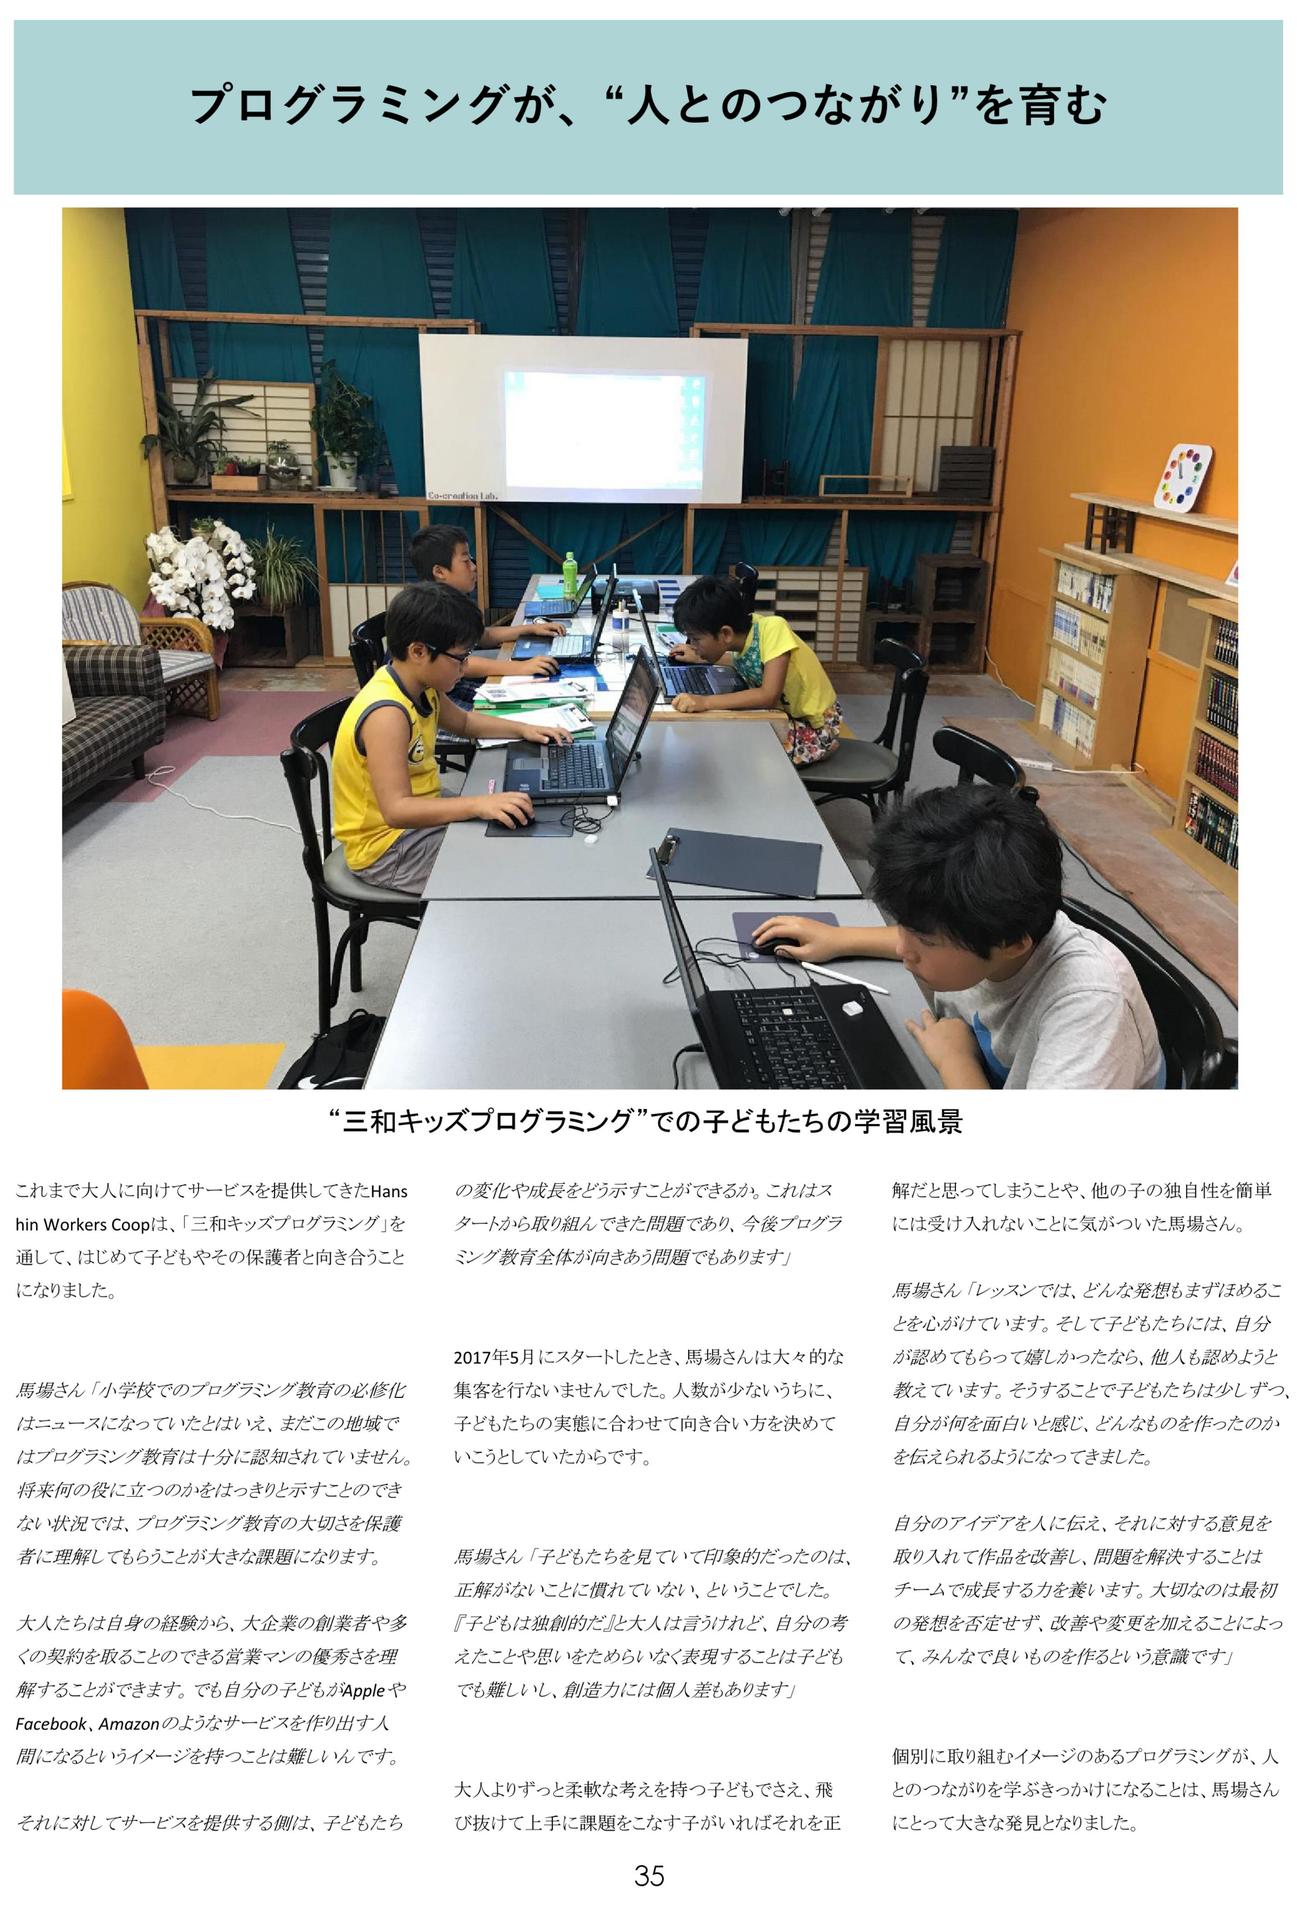 プログラミングが、“人とのつながり”を育む
Co-creation Lab.
“三和キッズプログラミング”での子どもたちの学習風景
これまで大人に向けてサービスを提供してきたHans
hin Workers Coopは、「三和キッズプログラミング」を
通して、はじめて子どもやその保護者と向き合うこと
になりました。
馬場さん「小学校でのプログラミング教育の必修化
はニュースになっていたとはいえ、まだこの地域で
はプログラミング教育は十分に認知されていません。
将来何の役に立つのかをはっきりと示すことのでき
ない状況では、プログラミング教育の大切さを保護
者に理解してもらうことが大きな課題になります。
大人たちは自身の経験から、大企業の創業者や多
くの契約を取ることのできる営業マンの優秀さを理
解することができます。でも自分の子どもがAppleや
Facebook、Amazonのようなサービスを作り出す人
間になるというイメージを持つことは難しいんです。
それに対してサービスを提供する側は、子どもたち
の変化や成長をどう示すことができるか。これはス
タートから取り組んできた問題であり、今後プログラ
ミング教育全体が向きあう問題でもあります」
2017年5月にスタートしたとき、馬場さんは大々的な
集客を行ないませんでした。人数が少ないうちに、
子どもたちの実態に合わせて向き合い方を決めて
いこうとしていたからです。
馬場さん「子どもたちを見ていて印象的だったのは、
正解がないことに慣れていない、ということでした。
『子どもは独創的だ』と大人は言うけれど、自分の考
えたことや思いをためらいなく表現することは子ども
でも難しいし、創造力には個人差もあります」
大人よりずっと柔軟な考えを持つ子どもでさえ、飛
び抜けて上手に課題をこなす子がいればそれを正
解だと思ってしまうことや、他の子の独自性を簡単
には受け入れないことに気がついた馬場さん。
馬場さん「レッスンでは、どんな発想もまずほめるこ
とを心がけています。そして子どもたちには、自分
が認めてもらって嬉しかったなら、他人も認めようと
教えています。そうすることで子どもたちは少しずつ、
自分が何を面白いと感じ、どんなものを作ったのか
を伝えられるようになってきました。
自分のアイデアを人に伝え、それに対する意見を
取り入れて作品を改善し、問題を解決することは
チームで成長する力を養います。大切なのは最初
の発想を否定せず、改善や変更を加えることによっ
て、みんなで良いものを作るという意識です」
個別に取り組むイメージのあるプログラミングが、人
とのつながりを学ぶきっかけになることは、馬場さん
にとって大きな発見となりました。
35